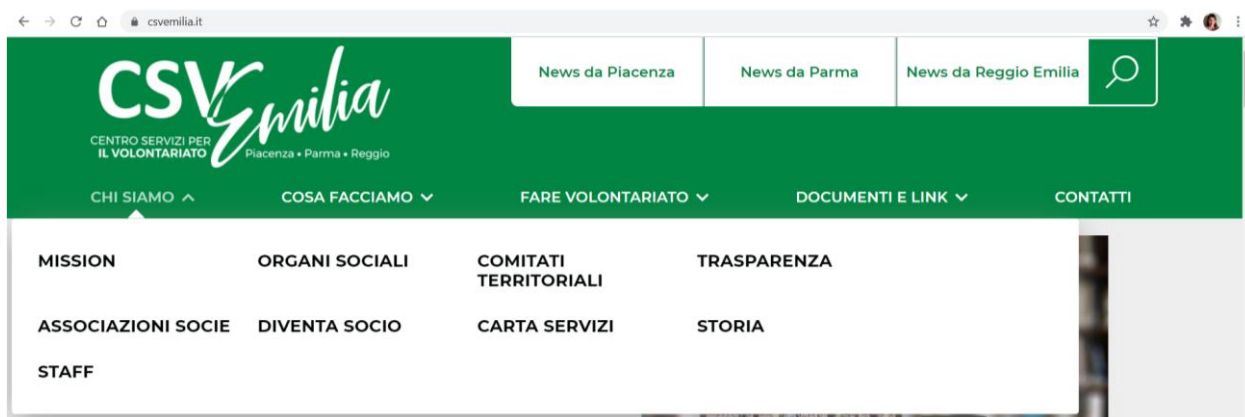 csvemilia.it
CSV Emilia
CENTRO SERVIZI PER
IL VOLONTARIATO
Piacenza • Parma • Reggio
News da Piacenza
News da Parma
News da Reggio Emilia
CHI SIAMO
COSA FACCIAMO
FARE VOLONTARIATO
DOCUMENTI E LINK
CONTATTI
MISSION
ORGANI SOCIALI
COMITATI
TERRITORIALI
TRASPARENZA
ASSOCIAZIONI SOCIE
DIVENTA SOCIO
CARTA SERVIZI
STORIA
STAFF